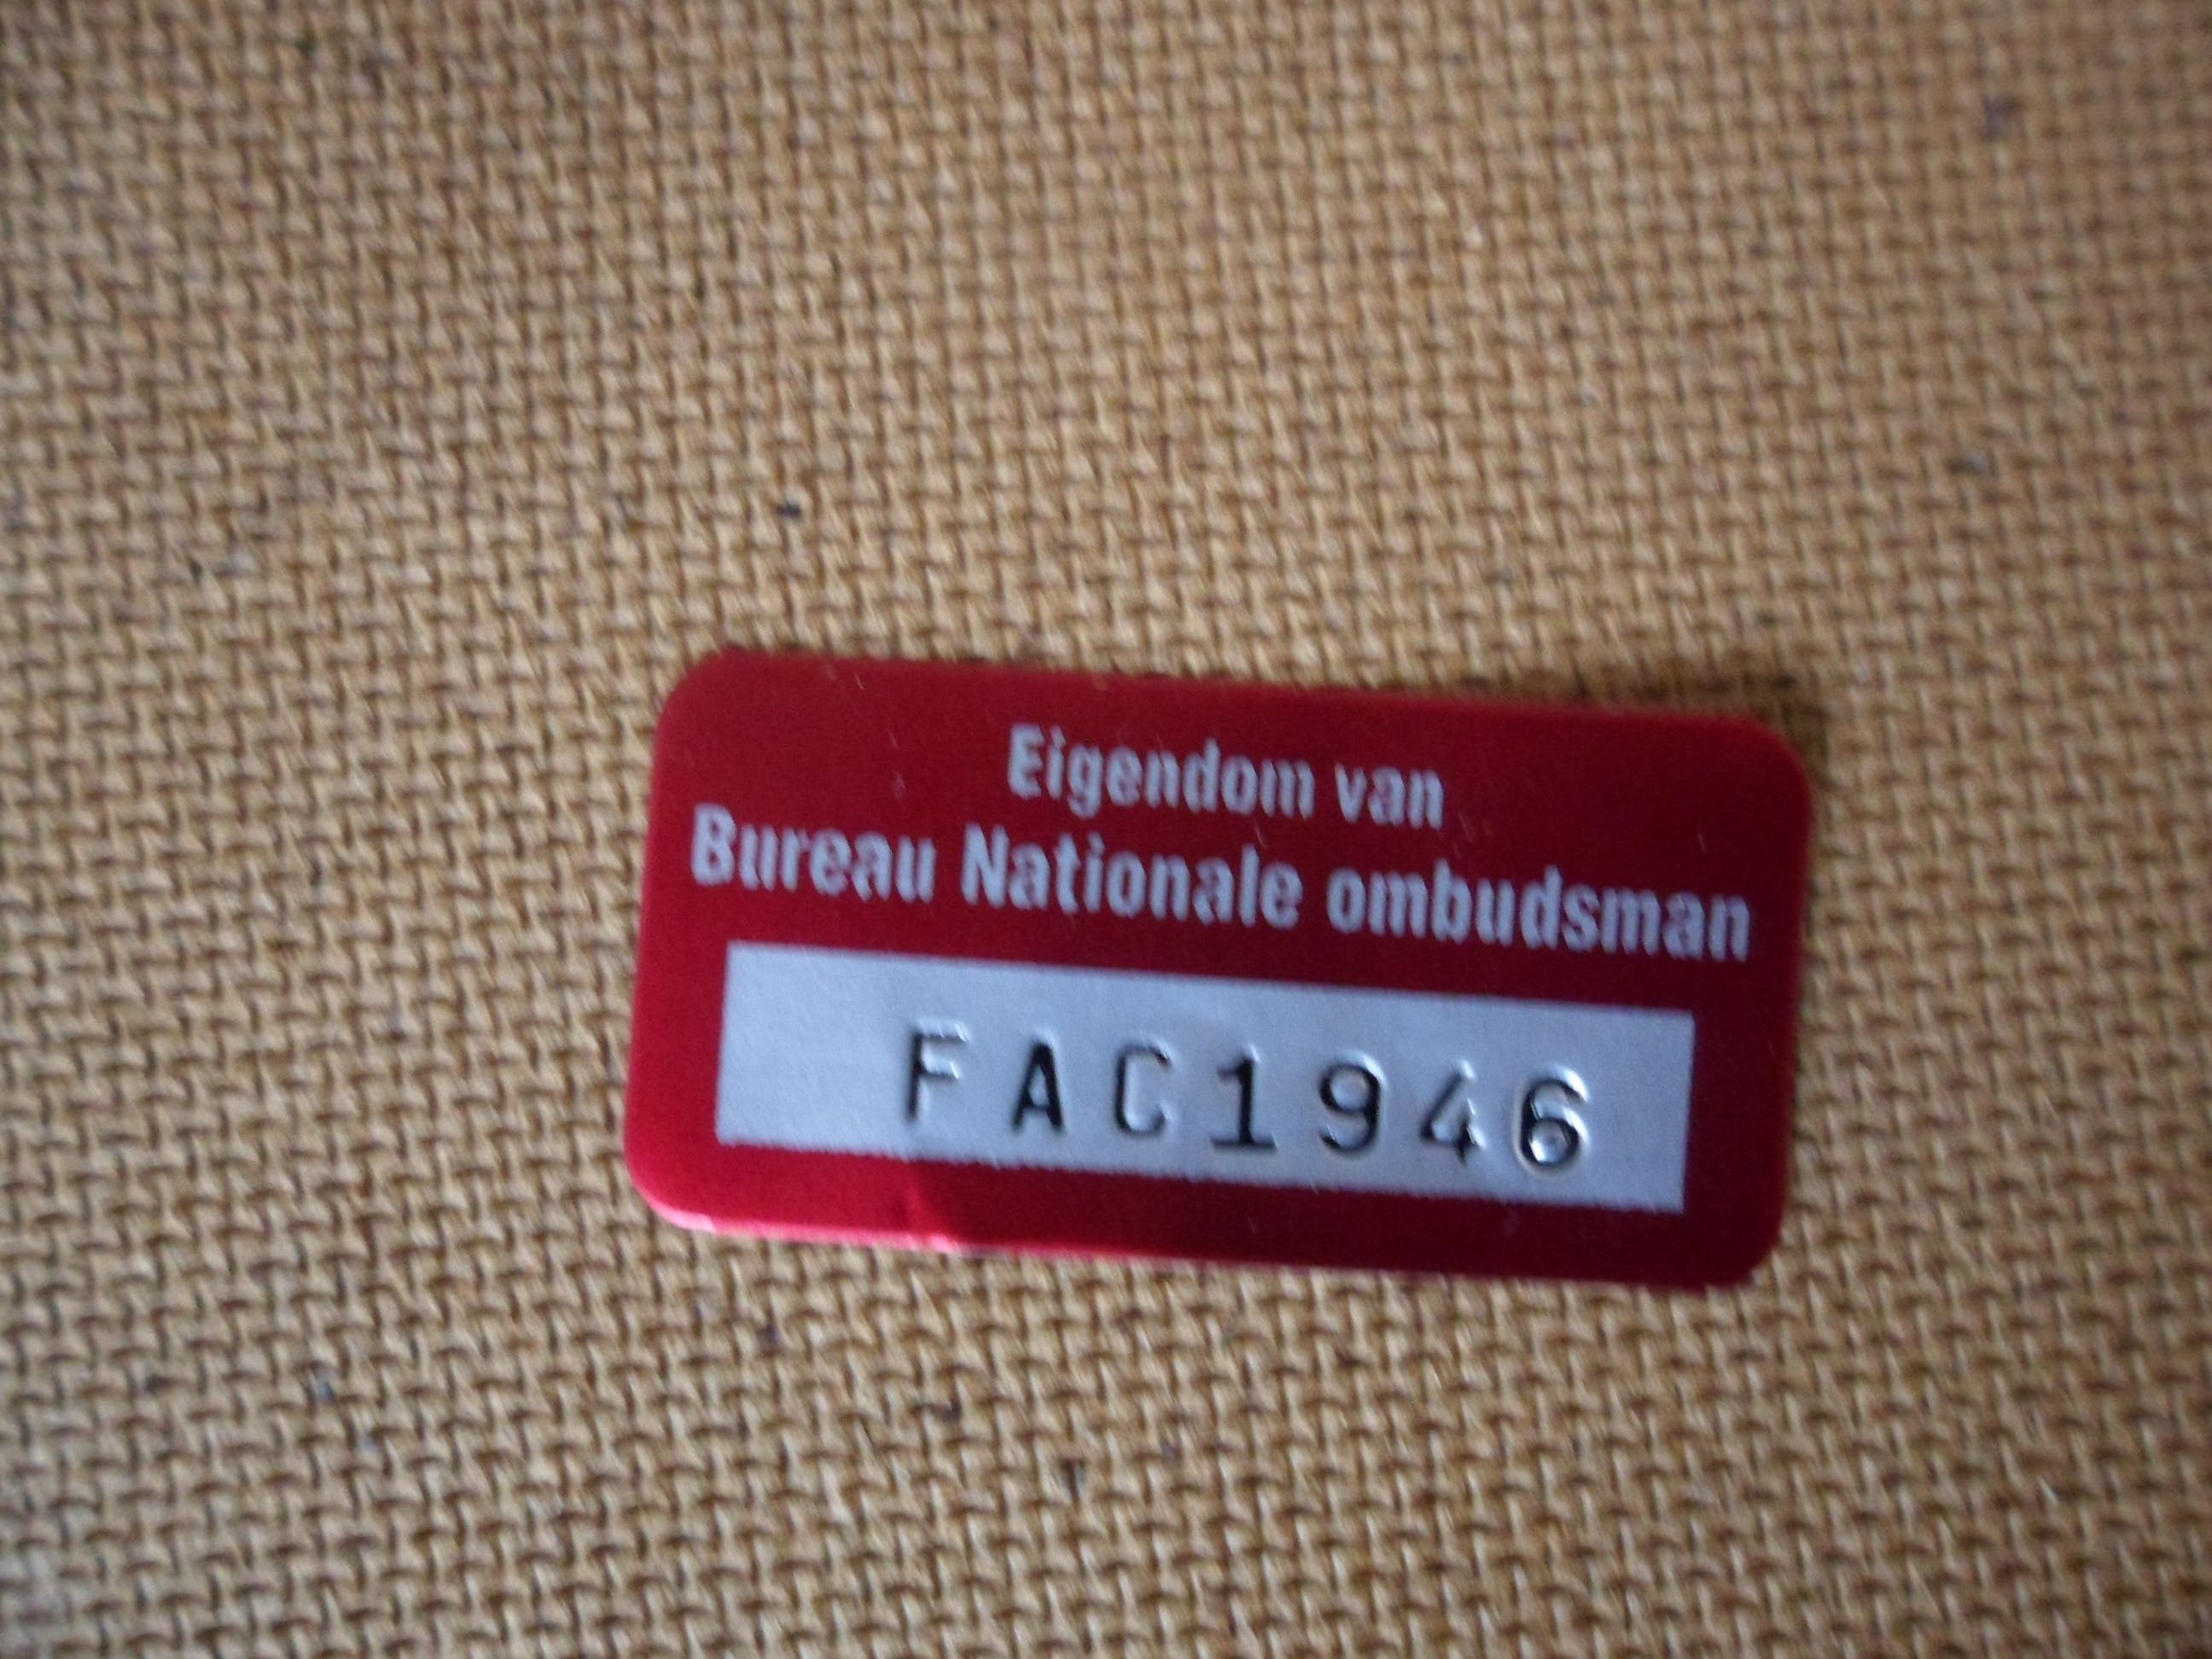 Eigendom van
Bureau Nationale ombudsman
FAC1946